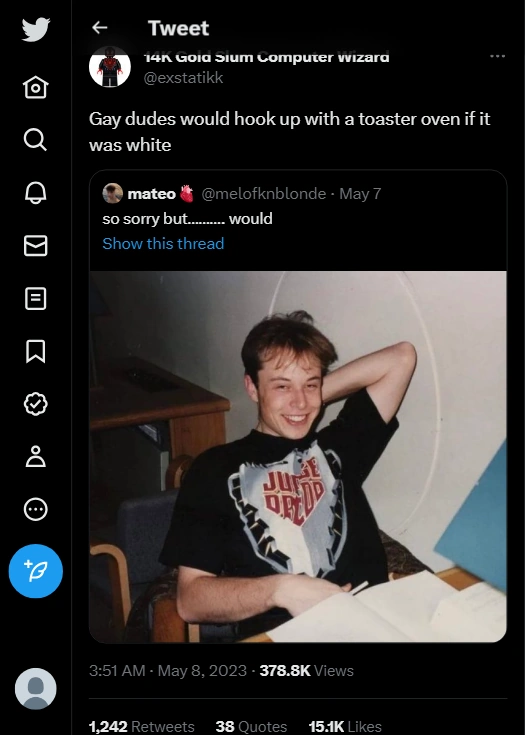 Tweet
14K Gold Slum Computer Wizard
@exstatikk
Gay dudes would hook up with a toaster oven if it
was white
mateo 🫀 @melofknblonde · May 7
so sorry but.......... would
Show this thread
JUDGE
DREDD
3:51 AM · May 8, 2023 · 378.8K Views
1,242 Retweets 38 Quotes 15.1K Likes